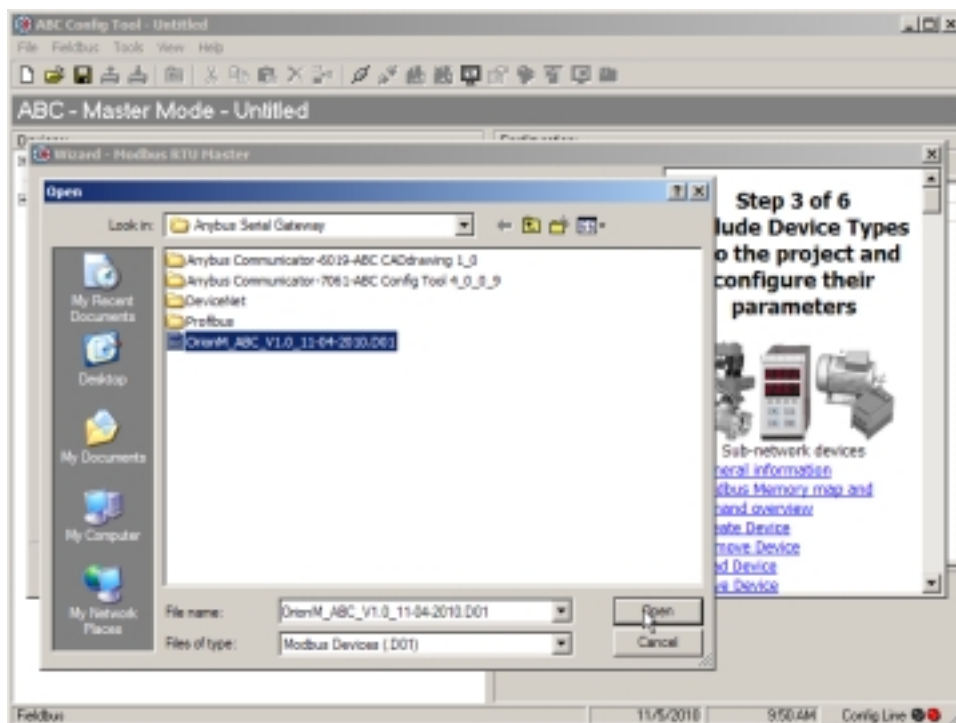 ABC Config Tool - Untitled
File Fieldbus Tools View Help
ABC - Master Mode - Untitled
Wizard - Modbus RTU Master
Open
Look in: Anybus Serial Gateway
Anybus Communicator-6019-ABC CADdrawing 1_0
Anybus Communicator-7061-ABC Config Tool 4_0_0_9
DeviceNet
Profibus
OrionM_ABC_V1.0_11-04-2010.D01
My Recent
Documents
Desktop
My Documents
My Computer
My Network
Places
File name: OrionM_ABC_V1.0_11-04-2010.D01
Open
Files of type: Modbus Devices (.D01)
Cancel
Step 3 of 6
lude Device Types
o the project and
configure their
parameters
Sub-network devices
neral information
dbus Memory map and
mand overview
eate Device
move Device
d Device
ve Device
Fieldbus 11/5/2010 9:50 AM Config Line